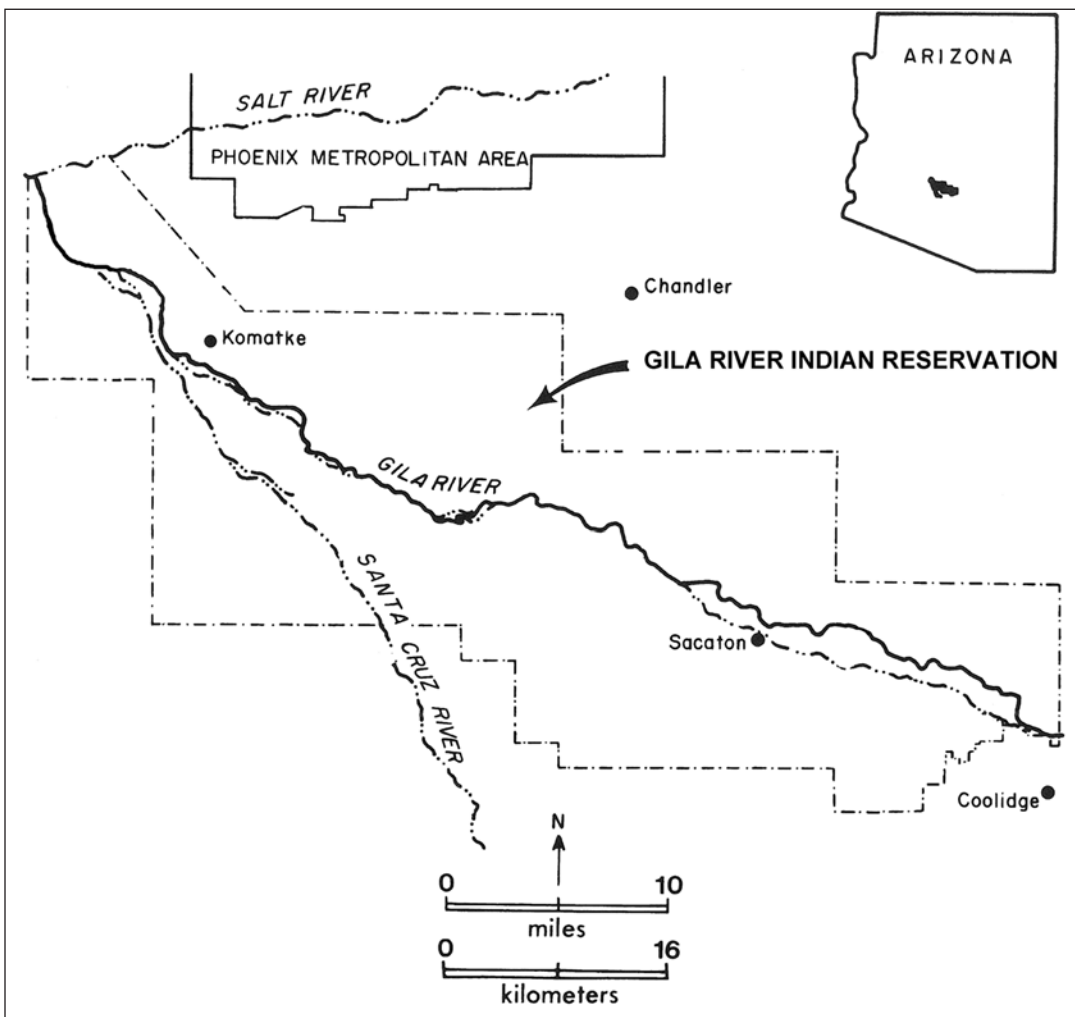 ARIZONA
SALT RIVER
PHOENIX METROPOLITAN AREA
Chandler
Komatke
GILA RIVER INDIAN RESERVATION
GILA RIVER
SANTA CRUZ RIVER
Sacaton
Coolidge
N
0 10
miles
0 16
kilometers